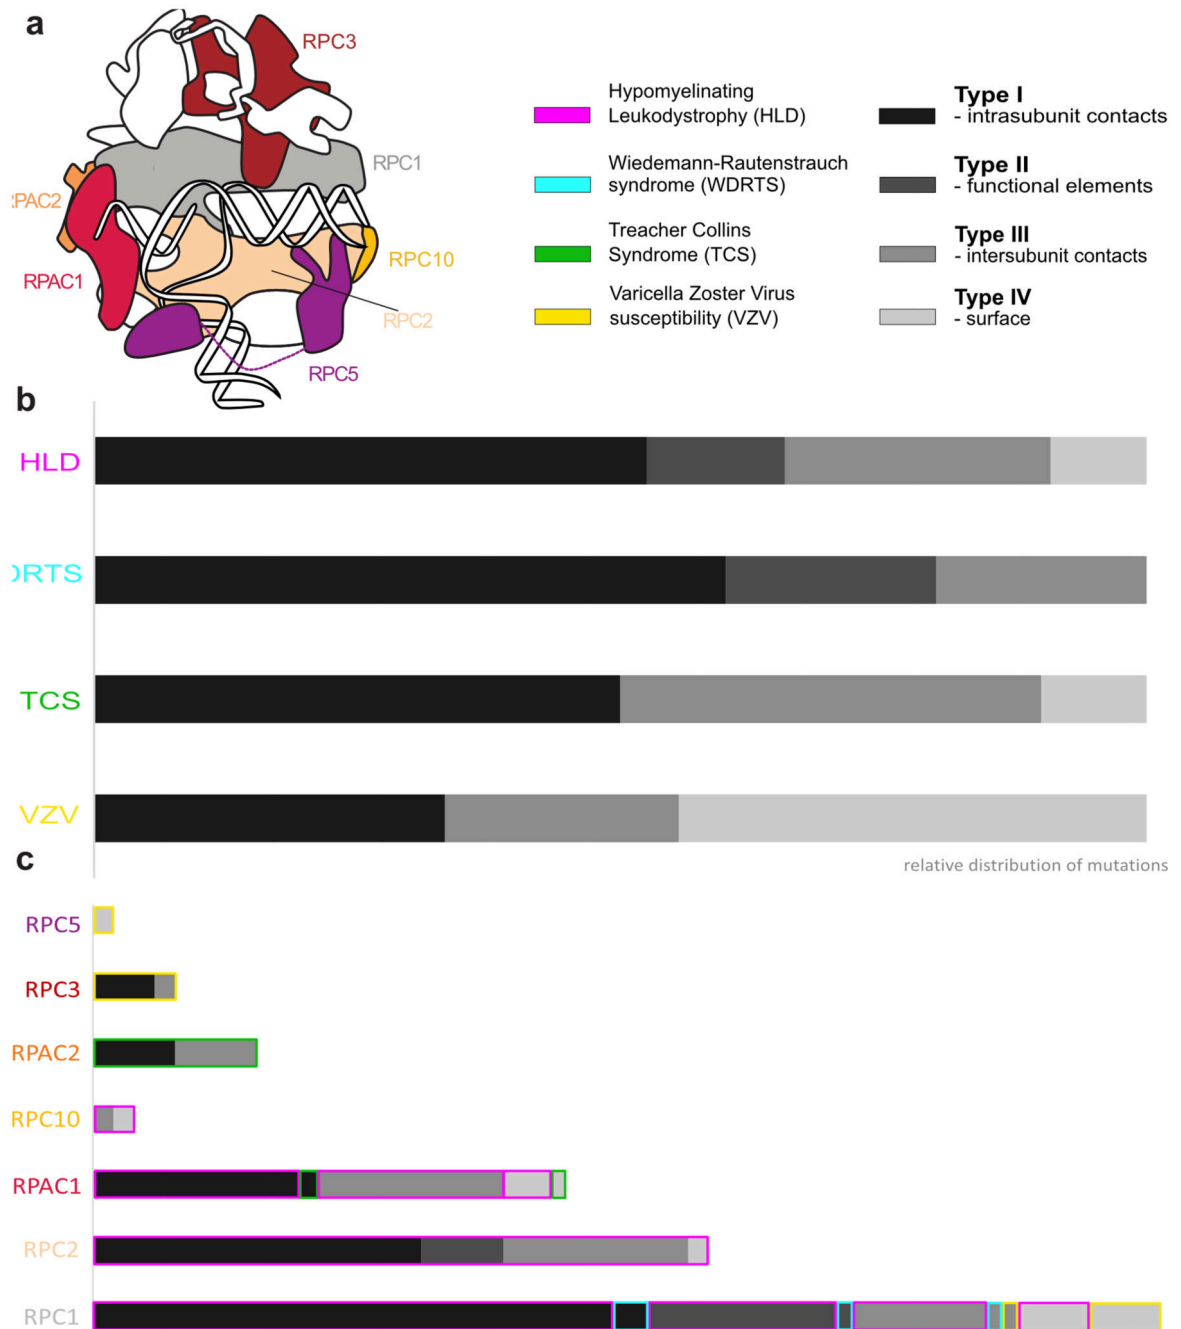 a
RPC3
RPC1
PAC2
RPAC1
RPC10
RPC2
RPC5
Hypomyelinating
Leukodystrophy (HLD)
Wiedemann-Rautenstrauch
syndrome (WDRTS)
Treacher Collins
Syndrome (TCS)
Varicella Zoster Virus
susceptibility (VZV)
Type I
- intrasubunit contacts
Type II
- functional elements
Type III
- intersubunit contacts
Type IV
- surface
b
HLD
DRTS
TCS
VZV
relative distribution of mutations
c
RPC5
RPC3
RPAC2
RPC10
RPAC1
RPC2
RPC1